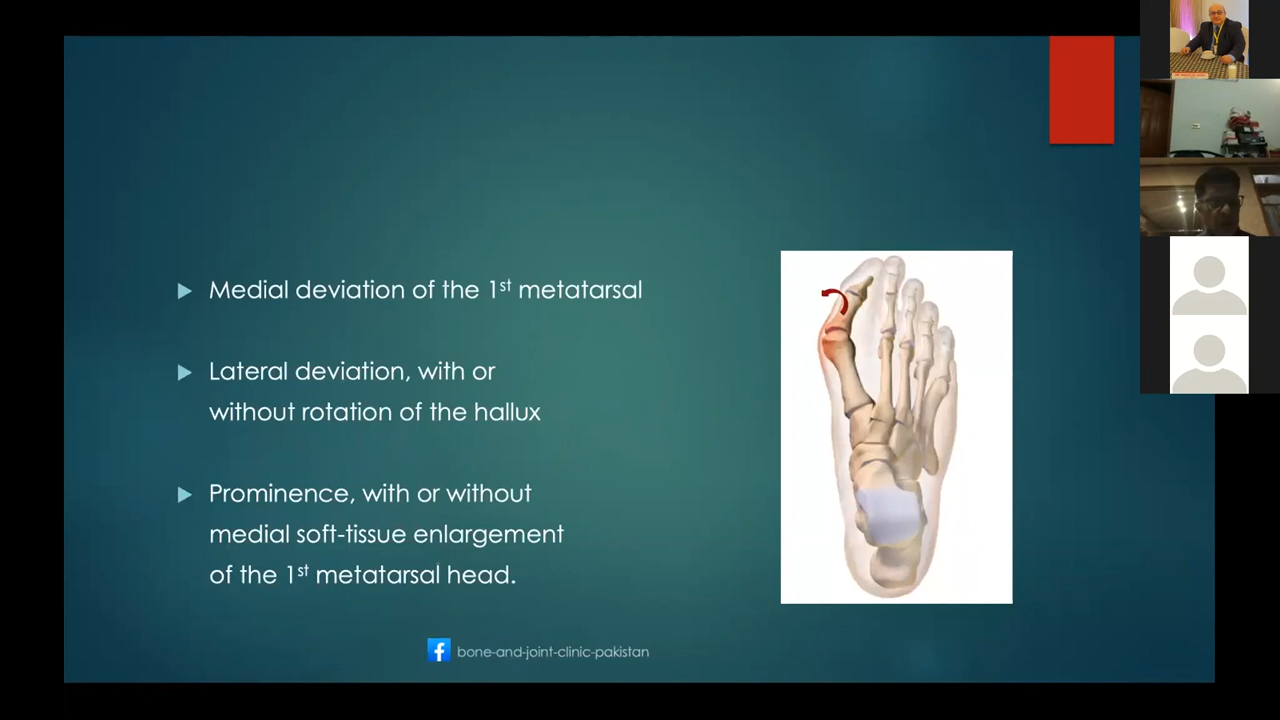 Medial deviation of the 1st metatarsal
Lateral deviation, with or
without rotation of the hallux
Prominence, with or without
medial soft-tissue enlargement
of the 1st metatarsal head.
bone-and-joint-clinic-pakistan